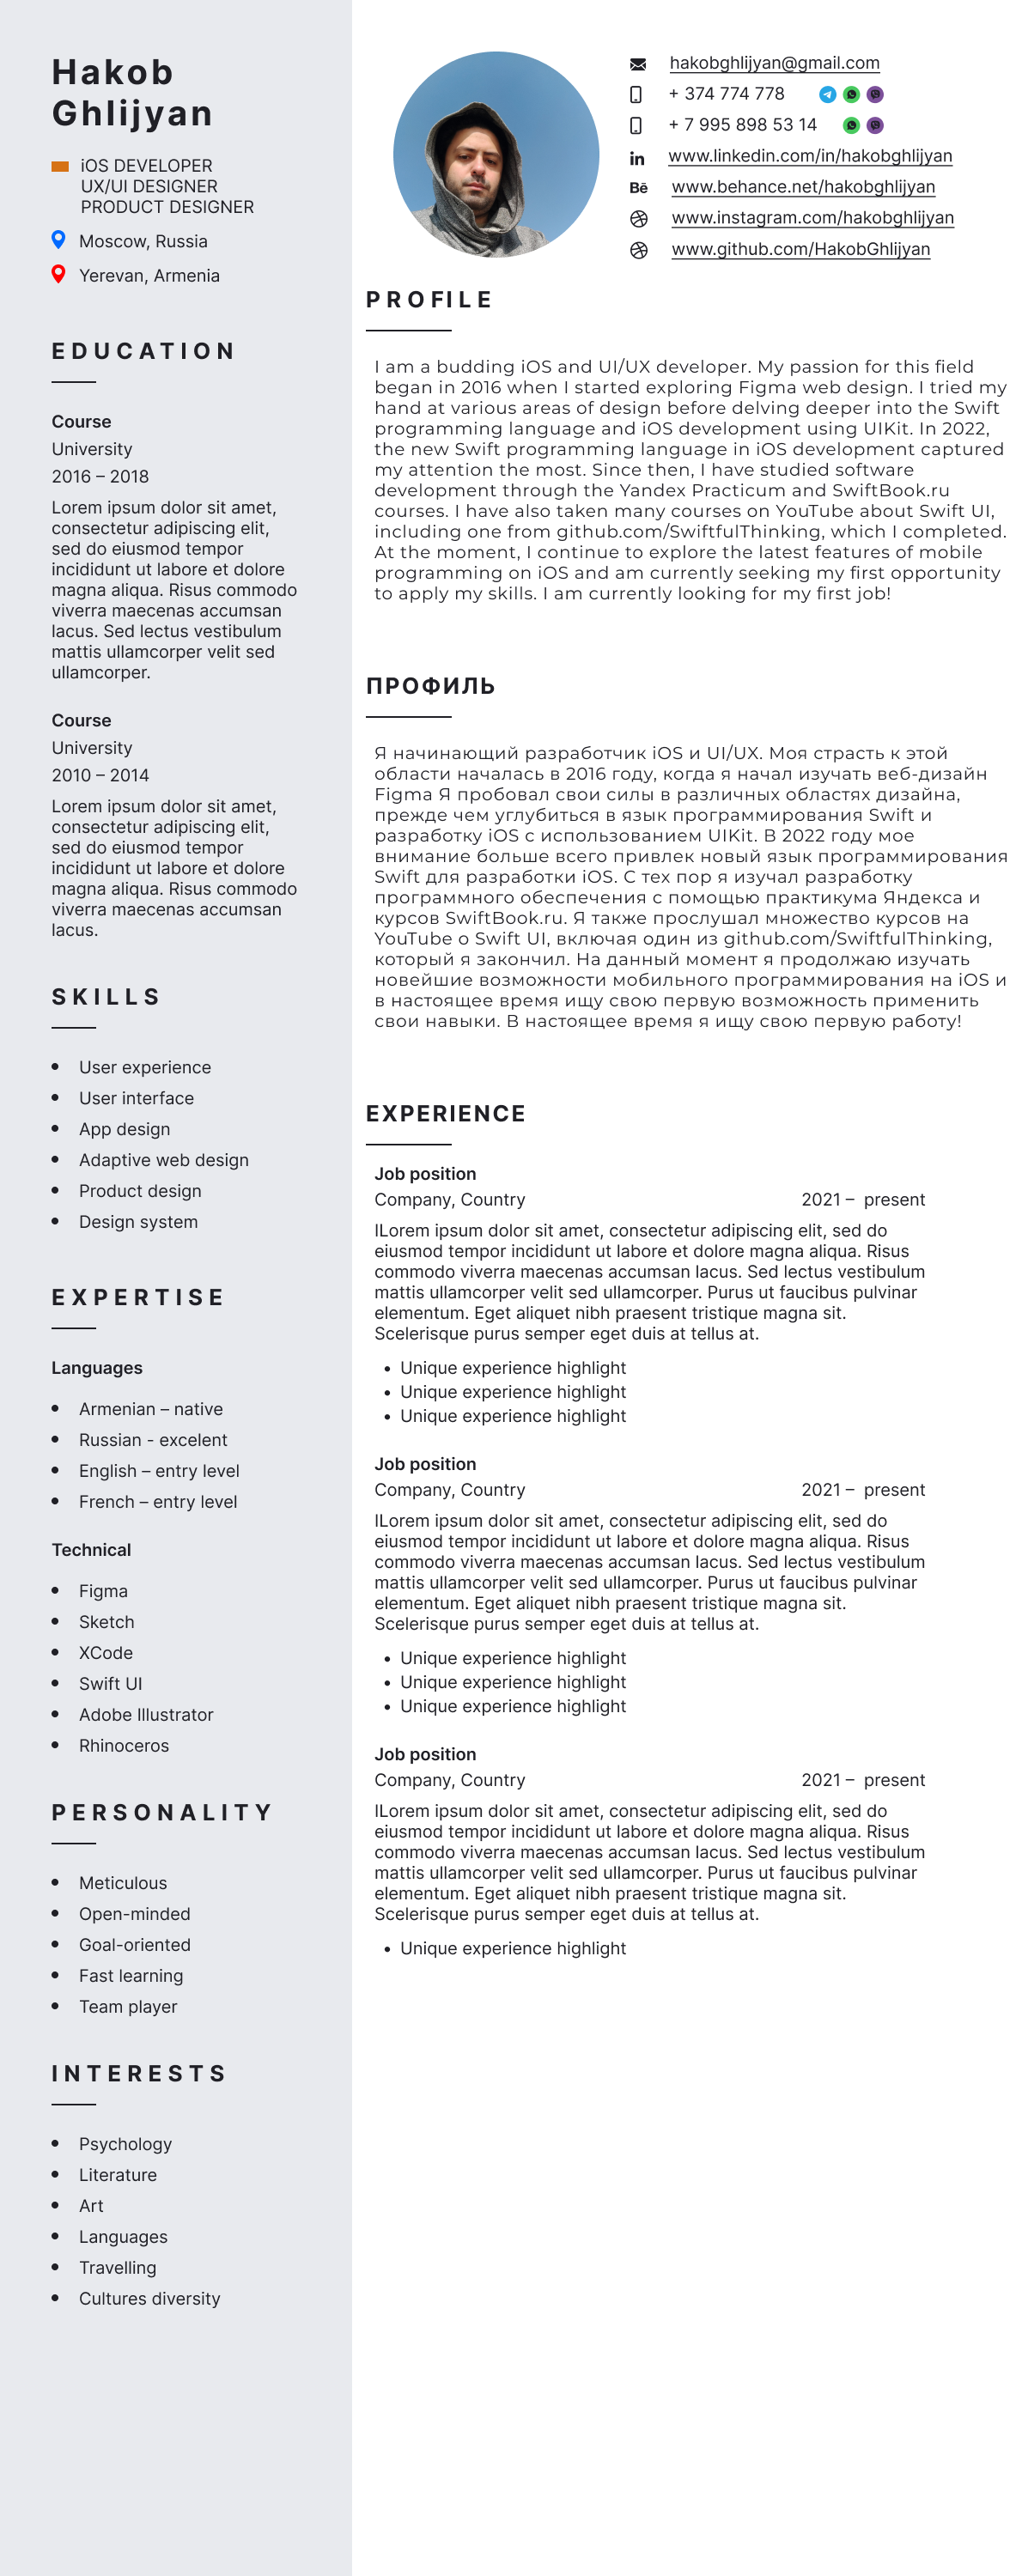 Hakob
Ghlijyan
iOS DEVELOPER
UX/UI DESIGNER
PRODUCT DESIGNER
Moscow, Russia
Yerevan, Armenia
EDUCATION
Course
University
2016 – 2018
Lorem ipsum dolor sit amet,
consectetur adipiscing elit,
sed do eiusmod tempor
incididunt ut labore et dolore
magna aliqua. Risus commodo
viverra maecenas accumsan
lacus. Sed lectus vestibulum
mattis ullamcorper velit sed
ullamcorper.
Course
University
2010 – 2014
Lorem ipsum dolor sit amet,
consectetur adipiscing elit,
sed do eiusmod tempor
incididunt ut labore et dolore
magna aliqua. Risus commodo
viverra maecenas accumsan
lacus.
SKILLS
• User experience
• User interface
• App design
• Adaptive web design
• Product design
• Design system
EXPERTISE
Languages
• Armenian – native
• Russian - excelent
• English – entry level
• French – entry level
Technical
• Figma
• Sketch
• XCode
• Swift UI
• Adobe Illustrator
• Rhinoceros
PERSONALITY
• Meticulous
• Open-minded
• Goal-oriented
• Fast learning
• Team player
INTERESTS
• Psychology
• Literature
• Art
• Languages
• Travelling
• Cultures diversity
hakobghlijyan@gmail.com
+ 374 774 778
+ 7 995 898 53 14
in www.linkedin.com/in/hakobghlijyan
Bē www.behance.net/hakobghlijyan
www.instagram.com/hakobghlijyan
www.github.com/HakobGhlijyan
PROFILE
I am a budding iOS and UI/UX developer. My passion for this field
began in 2016 when I started exploring Figma web design. I tried my
hand at various areas of design before delving deeper into the Swift
programming language and iOS development using UIKit. In 2022,
the new Swift programming language in iOS development captured
my attention the most. Since then, I have studied software
development through the Yandex Practicum and SwiftBook.ru
courses. I have also taken many courses on YouTube about Swift UI,
including one from github.com/SwiftfulThinking, which I completed.
At the moment, I continue to explore the latest features of mobile
programming on iOS and am currently seeking my first opportunity
to apply my skills. I am currently looking for my first job!
ПРОФИЛЬ
Я начинающий разработчик iOS и UI/UX. Моя страсть к этой
области началась в 2016 году, когда я начал изучать веб-дизайн
Figma Я пробовал свои силы в различных областях дизайна,
прежде чем углубиться в язык программирования Swift и
разработку iOS с использованием UIKit. В 2022 году мое
внимание больше всего привлек новый язык программирования
Swift для разработки iOS. С тех пор я изучал разработку
программного обеспечения с помощью практикума Яндекса и
курсов SwiftBook.ru. Я также прослушал множество курсов на
YouTube о Swift UI, включая один из github.com/SwiftfulThinking,
который я закончил. На данный момент я продолжаю изучать
новейшие возможности мобильного программирования на iOS и
в настоящее время ищу свою первую возможность применить
свои навыки. В настоящее время я ищу свою первую работу!
EXPERIENCE
Job position
Company, Country 2021 – present
lLorem ipsum dolor sit amet, consectetur adipiscing elit, sed do
eiusmod tempor incididunt ut labore et dolore magna aliqua. Risus
commodo viverra maecenas accumsan lacus. Sed lectus vestibulum
mattis ullamcorper velit sed ullamcorper. Purus ut faucibus pulvinar
elementum. Eget aliquet nibh praesent tristique magna sit.
Scelerisque purus semper eget duis at tellus at.
• Unique experience highlight
• Unique experience highlight
• Unique experience highlight
Job position
Company, Country 2021 – present
lLorem ipsum dolor sit amet, consectetur adipiscing elit, sed do
eiusmod tempor incididunt ut labore et dolore magna aliqua. Risus
commodo viverra maecenas accumsan lacus. Sed lectus vestibulum
mattis ullamcorper velit sed ullamcorper. Purus ut faucibus pulvinar
elementum. Eget aliquet nibh praesent tristique magna sit.
Scelerisque purus semper eget duis at tellus at.
• Unique experience highlight
• Unique experience highlight
• Unique experience highlight
Job position
Company, Country 2021 – present
lLorem ipsum dolor sit amet, consectetur adipiscing elit, sed do
eiusmod tempor incididunt ut labore et dolore magna aliqua. Risus
commodo viverra maecenas accumsan lacus. Sed lectus vestibulum
mattis ullamcorper velit sed ullamcorper. Purus ut faucibus pulvinar
elementum. Eget aliquet nibh praesent tristique magna sit.
Scelerisque purus semper eget duis at tellus at.
• Unique experience highlight